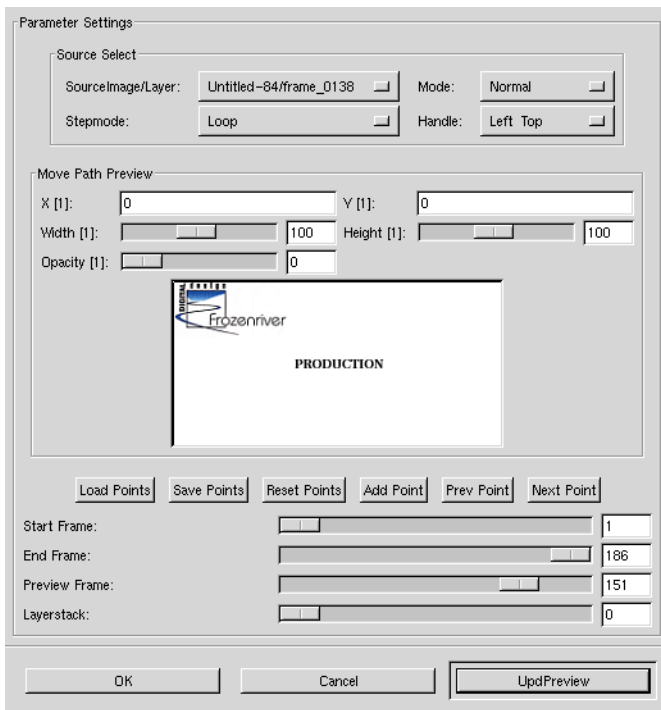 Parameter Settings
Source Select
SourceImage/Layer: Untitled-84/frame_0138 Mode: Normal
Stepmode: Loop Handle: Left Top
Move Path Preview
X [1]: 0 Y [1]: 0
Width [1]: 100 Height [1]: 100
Opacity [1]: 0
DIGITAL design
Frozenriver
PRODUCTION
Load Points Save Points Reset Points Add Point Prev Point Next Point
Start Frame: 1
End Frame: 186
Preview Frame: 151
Layerstack: 0
OK Cancel UpdPreview